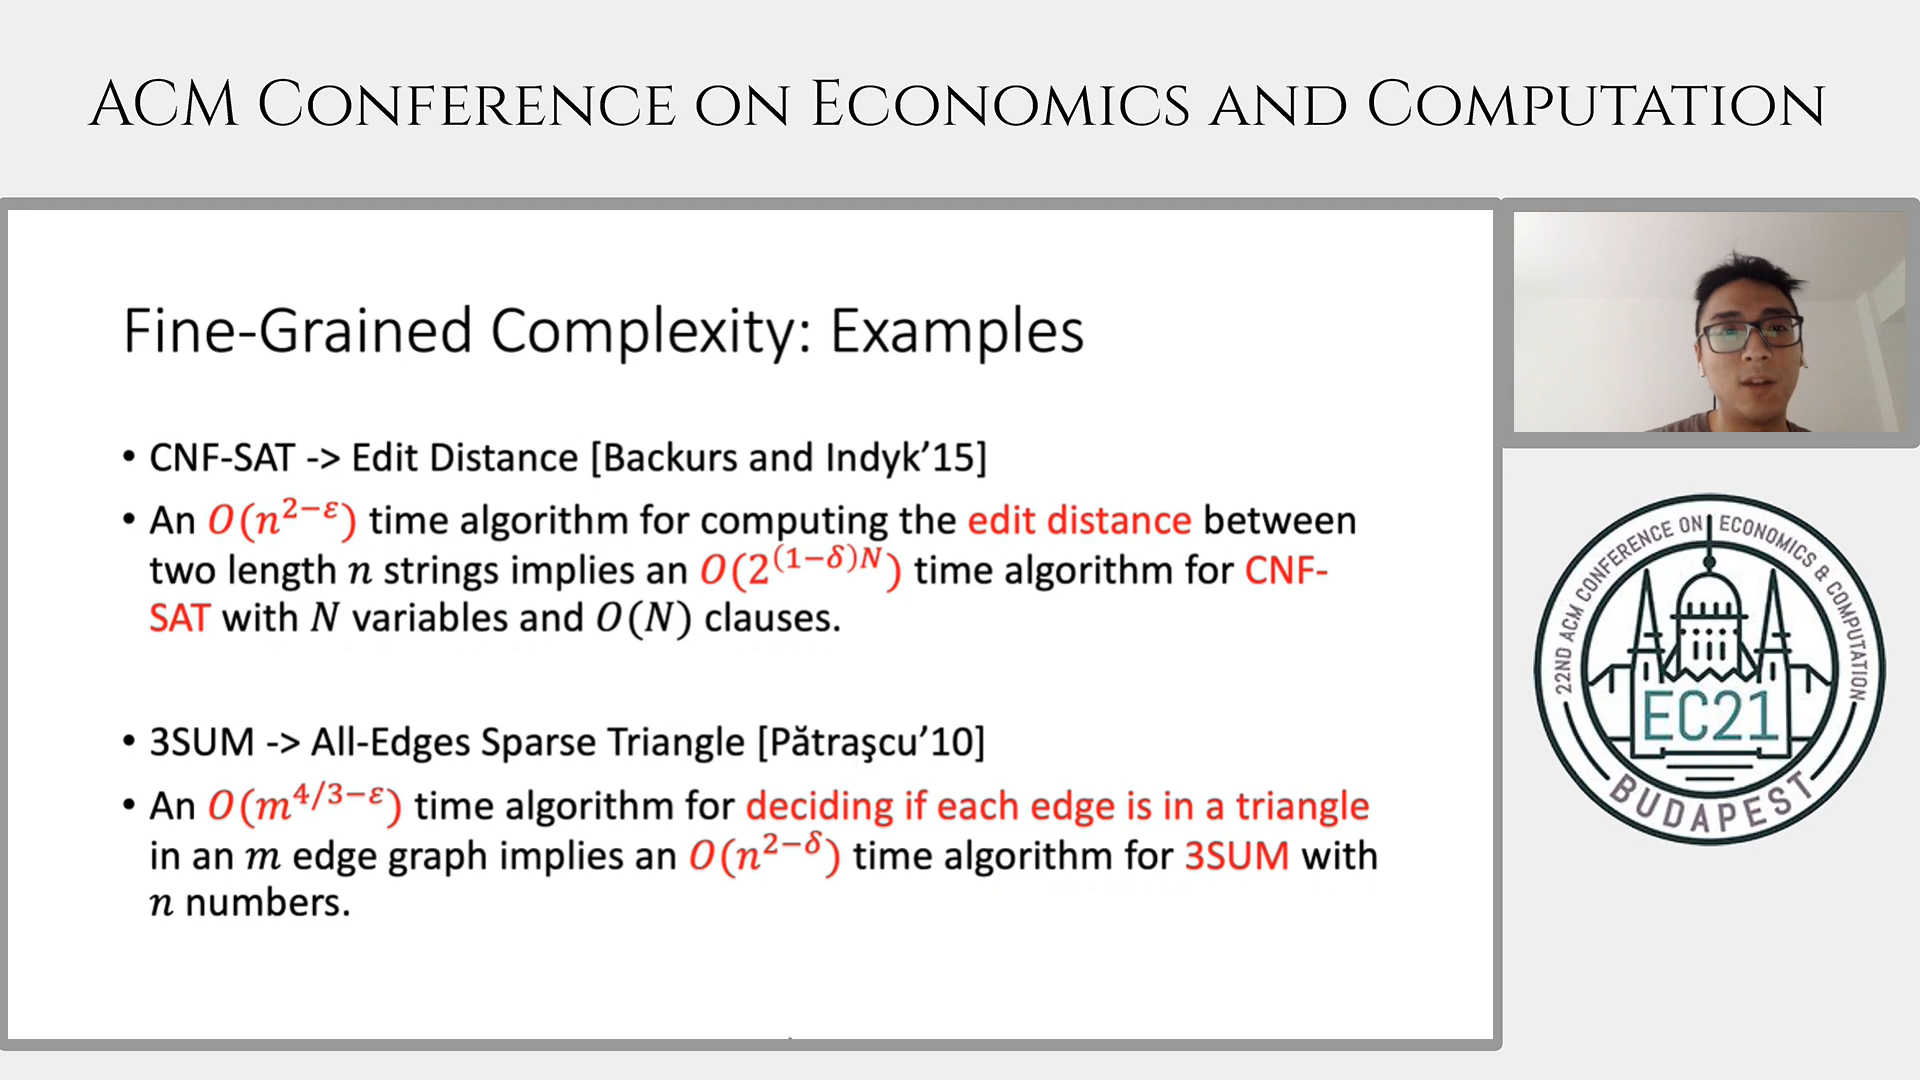 ACM CONFERENCE ON ECONOMICS AND COMPUTATION
Fine-Grained Complexity: Examples
• CNF-SAT -> Edit Distance [Backurs and Indyk’15]
• An O(n^{2−ε}) time algorithm for computing the edit distance between
two length n strings implies an O(2^{(1−δ)N}) time algorithm for CNF-
SAT with N variables and O(N) clauses.
• 3SUM -> All-Edges Sparse Triangle [Pătraşcu’10]
• An O(m^{4/3−ε}) time algorithm for deciding if each edge is in a triangle
in an m edge graph implies an O(n^{2−δ}) time algorithm for 3SUM with
n numbers.
22ND ACM CONFERENCE ON ECONOMICS & COMPUTATION
EC21
BUDAPEST